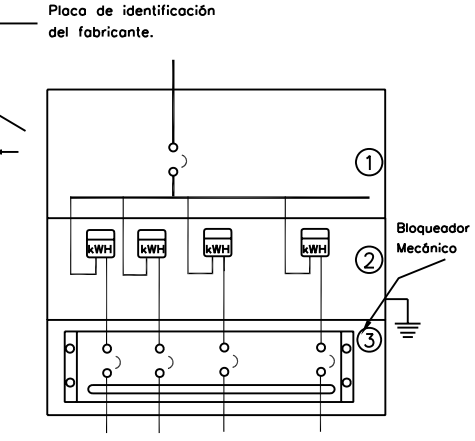 Placa de identificación
del fabricante.
1
kWH
kWH
kWH
kWH
2
Bloqueador
Mecánico
3